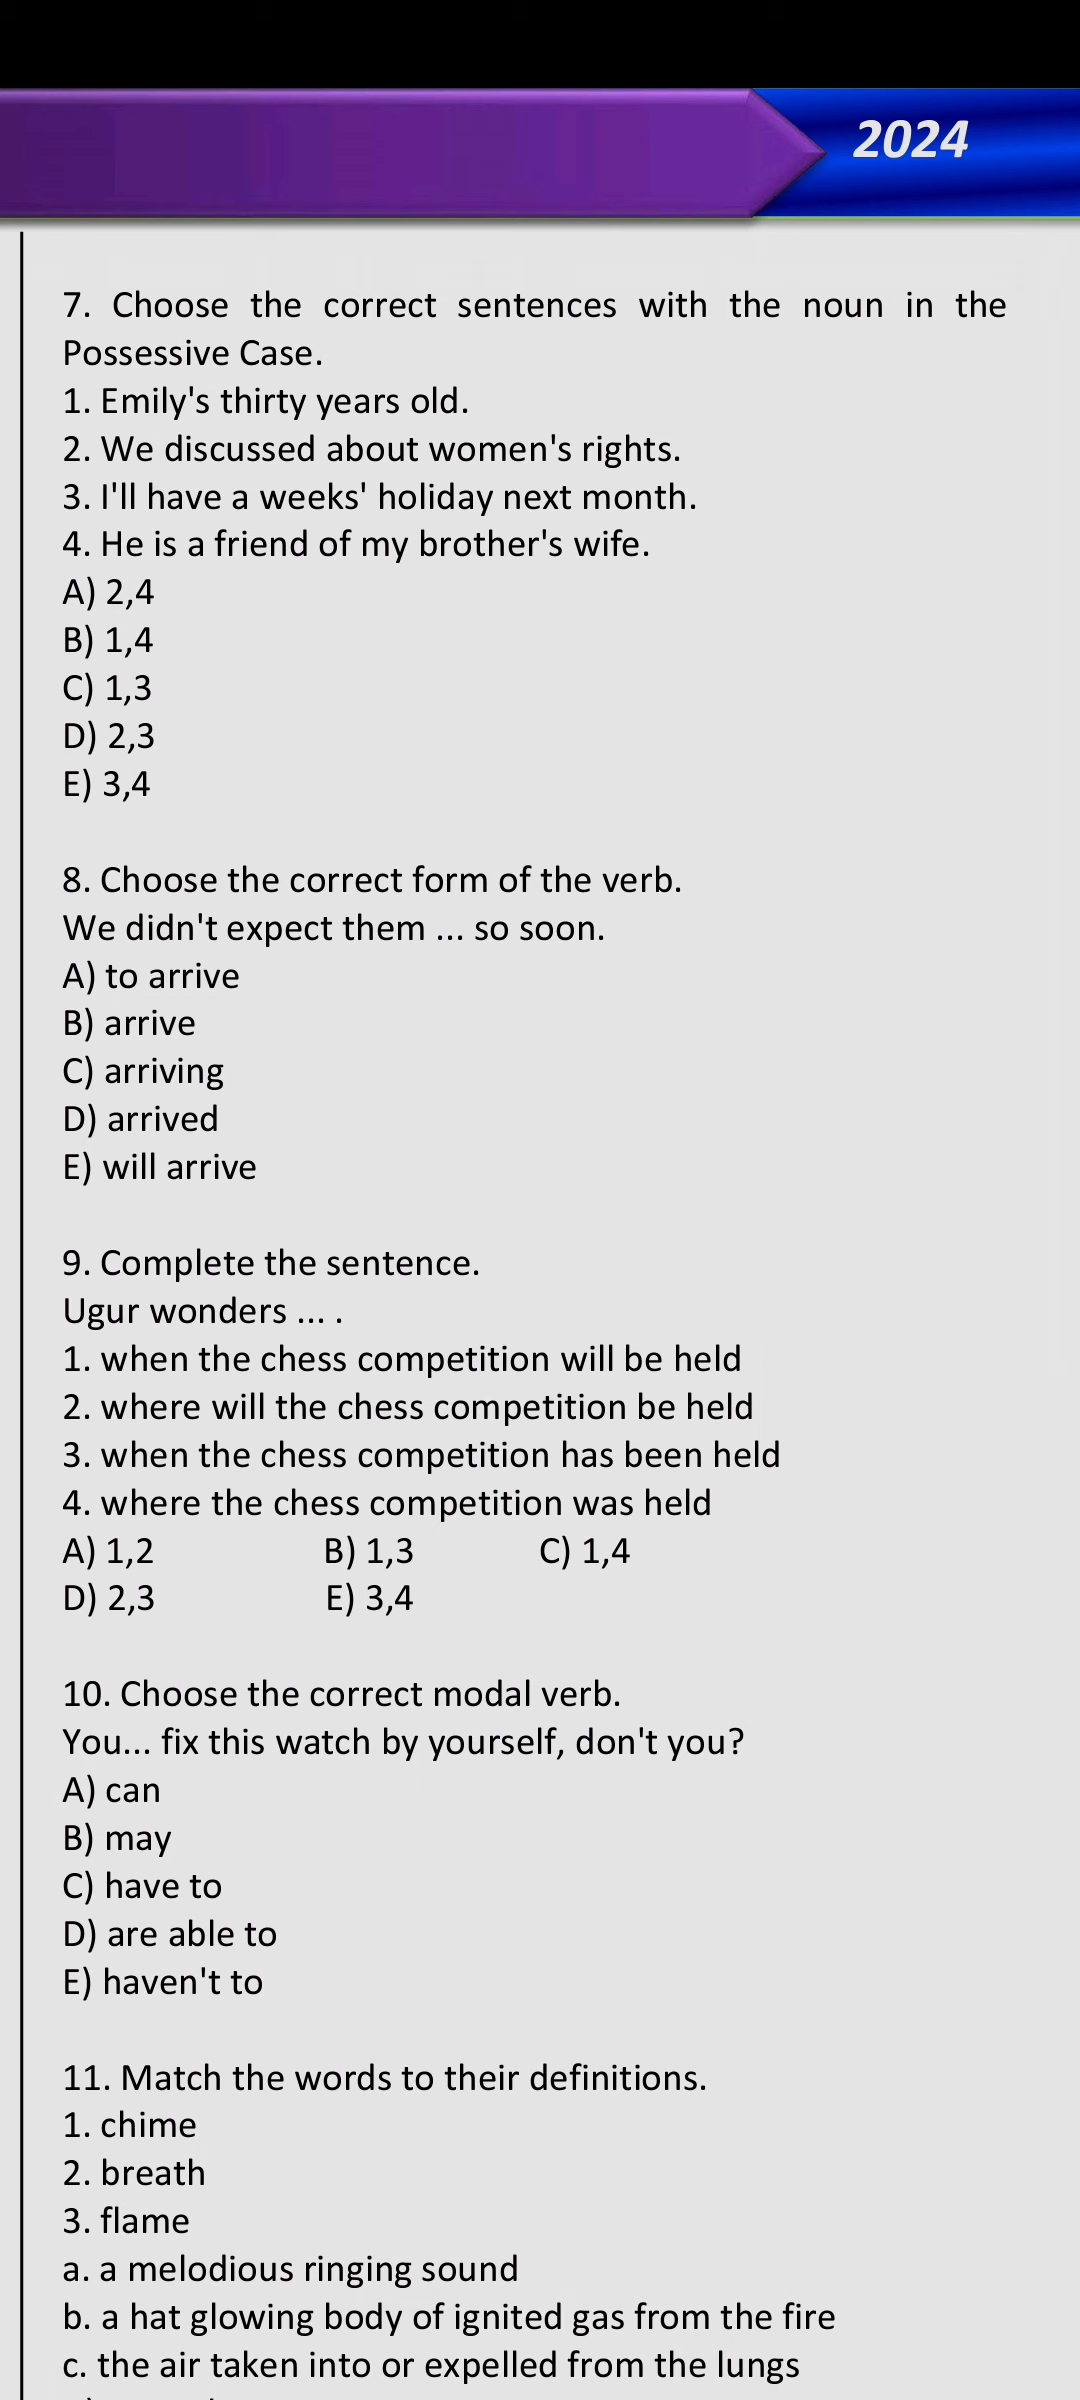 2024
7. Choose the correct sentences with the noun in the
Possessive Case.
1. Emily's thirty years old.
2. We discussed about women's rights.
3. I'll have a weeks' holiday next month.
4. He is a friend of my brother's wife.
A) 2,4
B) 1,4
C) 1,3
D) 2,3
E) 3,4
8. Choose the correct form of the verb.
We didn't expect them ... so soon.
A) to arrive
B) arrive
C) arriving
D) arrived
E) will arrive
9. Complete the sentence.
Ugur wonders ... .
1. when the chess competition will be held
2. where will the chess competition be held
3. when the chess competition has been held
4. where the chess competition was held
A) 1,2 B) 1,3 C) 1,4
D) 2,3 E) 3,4
10. Choose the correct modal verb.
You... fix this watch by yourself, don't you?
A) can
B) may
C) have to
D) are able to
E) haven't to
11. Match the words to their definitions.
1. chime
2. breath
3. flame
a. a melodious ringing sound
b. a hat glowing body of ignited gas from the fire
c. the air taken into or expelled from the lungs